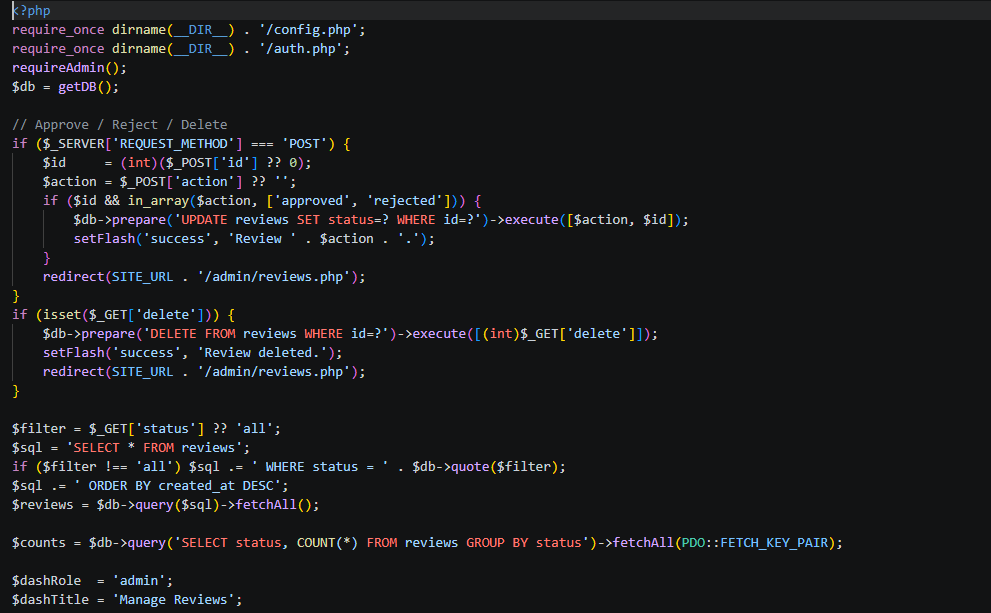 <?php
require_once dirname(__DIR__) . '/config.php';
require_once dirname(__DIR__) . '/auth.php';
requireAdmin();
$db = getDB();

// Approve / Reject / Delete
if ($_SERVER['REQUEST_METHOD'] === 'POST') {
    $id     = (int)($_POST['id'] ?? 0);
    $action = $_POST['action'] ?? '';
    if ($id && in_array($action, ['approved', 'rejected'])) {
        $db->prepare('UPDATE reviews SET status=? WHERE id=?')->execute([$action, $id]);
        setFlash('success', 'Review ' . $action . '.');
    }
    redirect(SITE_URL . '/admin/reviews.php');
}
if (isset($_GET['delete'])) {
    $db->prepare('DELETE FROM reviews WHERE id=?')->execute([(int)$_GET['delete']]);
    setFlash('success', 'Review deleted.');
    redirect(SITE_URL . '/admin/reviews.php');
}

$filter = $_GET['status'] ?? 'all';
$sql = 'SELECT * FROM reviews';
if ($filter !== 'all') $sql .= ' WHERE status = ' . $db->quote($filter);
$sql .= ' ORDER BY created_at DESC';
$reviews = $db->query($sql)->fetchAll();

$counts = $db->query('SELECT status, COUNT(*) FROM reviews GROUP BY status')->fetchAll(PDO::FETCH_KEY_PAIR);

$dashRole  = 'admin';
$dashTitle = 'Manage Reviews';